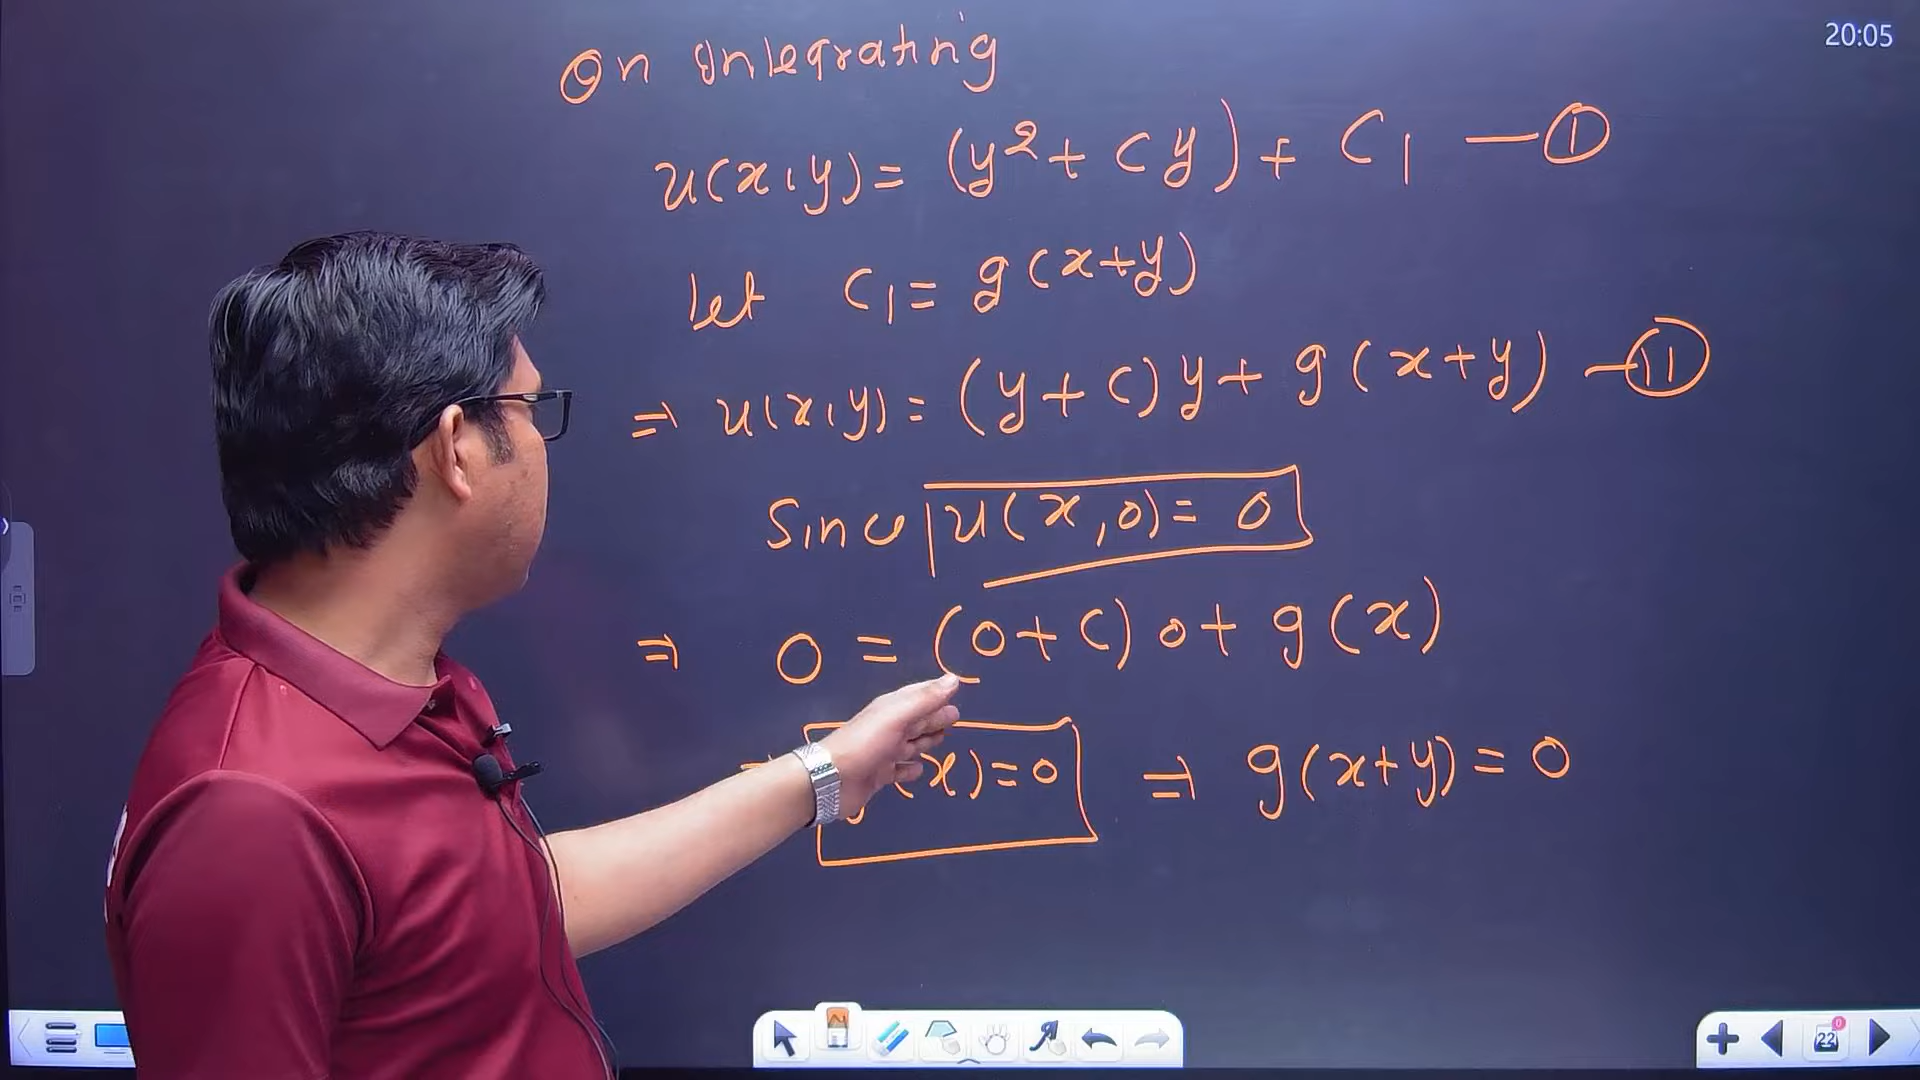 20:05
On Integrating
u(x,y) = (y² + cy) + C₁ — ①
Let C₁ = g(x+y)
⇒ u(x,y) = (y+c)y + g(x+y) — ⑪
Since u(x,0) = 0
⇒ 0 = (0+c)0 + g(x)
(x) = 0 ⇒ g(x+y) = 0
22
0